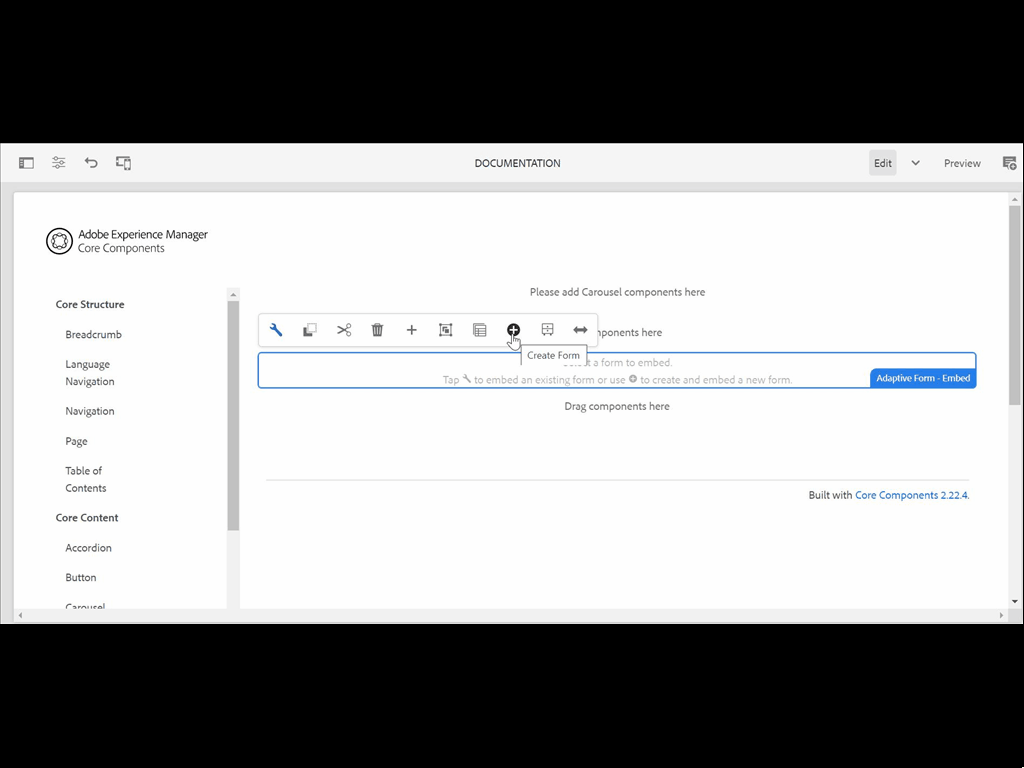 DOCUMENTATION
Edit
Preview
Adobe Experience Manager
Core Components
Core Structure
Breadcrumb
Language
Navigation
Navigation
Page
Table of
Contents
Core Content
Accordion
Button
Carousel
Please add Carousel components here
mponents here
Create Form
a form to embed.
Tap to embed an existing form or use to create and embed a new form.
Adaptive Form - Embed
Drag components here
Built with Core Components 2.22.4.